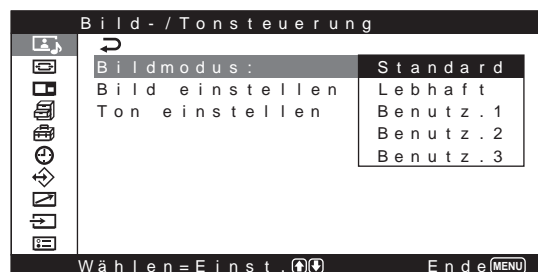 Bild-/Tonsteuerung
Bildmodus: Standard
Bild einstellen Lebhaft
Ton einstellen Benutz.1
Benutz.2
Benutz.3
Wählen=Einst. Ende MENU